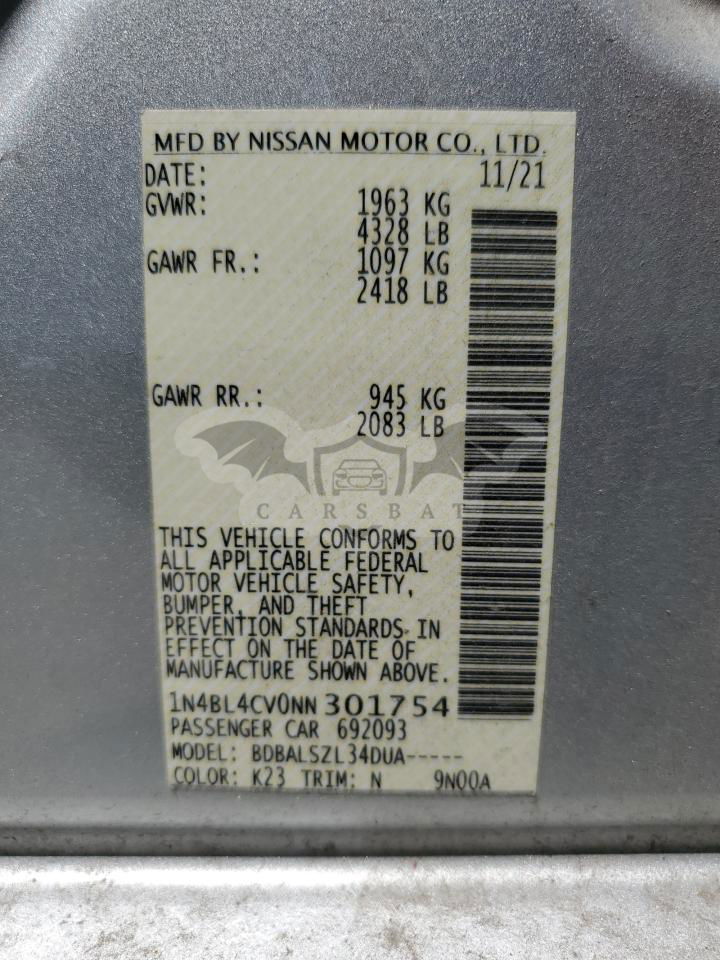 MFD BY NISSAN MOTOR CO., LTD.
DATE: 11/21
GVWR: 1963 KG
4328 LB
GAWR FR.: 1097 KG
2418 LB
GAWR RR.: 945 KG
2083 LB
CARSBAT
THIS VEHICLE CONFORMS TO
ALL APPLICABLE FEDERAL
MOTOR VEHICLE SAFETY,
BUMPER, AND THEFT
PREVENTION STANDARDS IN
EFFECT ON THE DATE OF
MANUFACTURE SHOWN ABOVE.
1N4BL4CV0NN301754
PASSENGER CAR 692093
MODEL: BDBALSZL34DUA-----
COLOR: K23 TRIM: N 9N00A